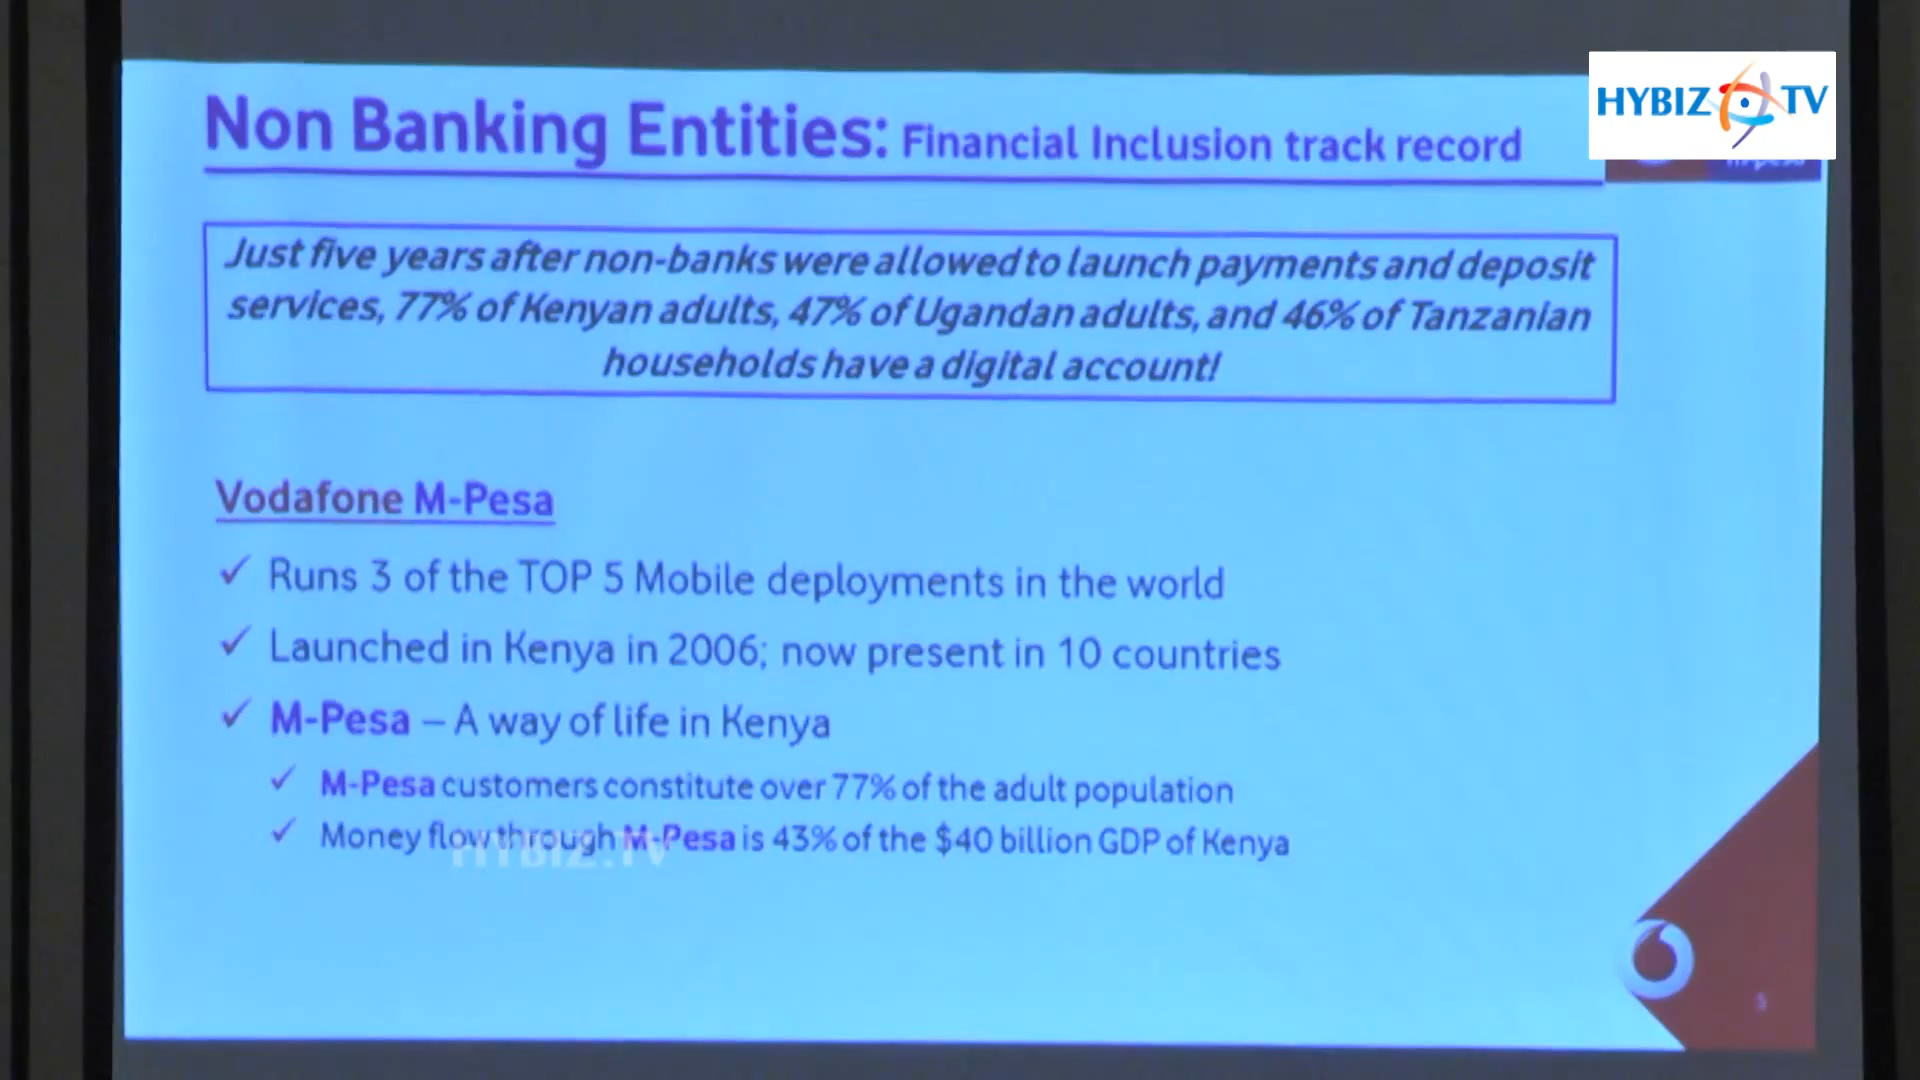 HYBIZ TV
Non Banking Entities: Financial Inclusion track record
Just five years after non-banks were allowed to launch payments and deposit
services, 77% of Kenyan adults, 47% of Ugandan adults, and 46% of Tanzanian
households have a digital account!
Vodafone M-Pesa
✓ Runs 3 of the TOP 5 Mobile deployments in the world
✓ Launched in Kenya in 2006; now present in 10 countries
✓ M-Pesa – A way of life in Kenya
✓ M-Pesa customers constitute over 77% of the adult population
✓ Money flow through M-Pesa is 43% of the $40 billion GDP of Kenya
HYBIZ.TV